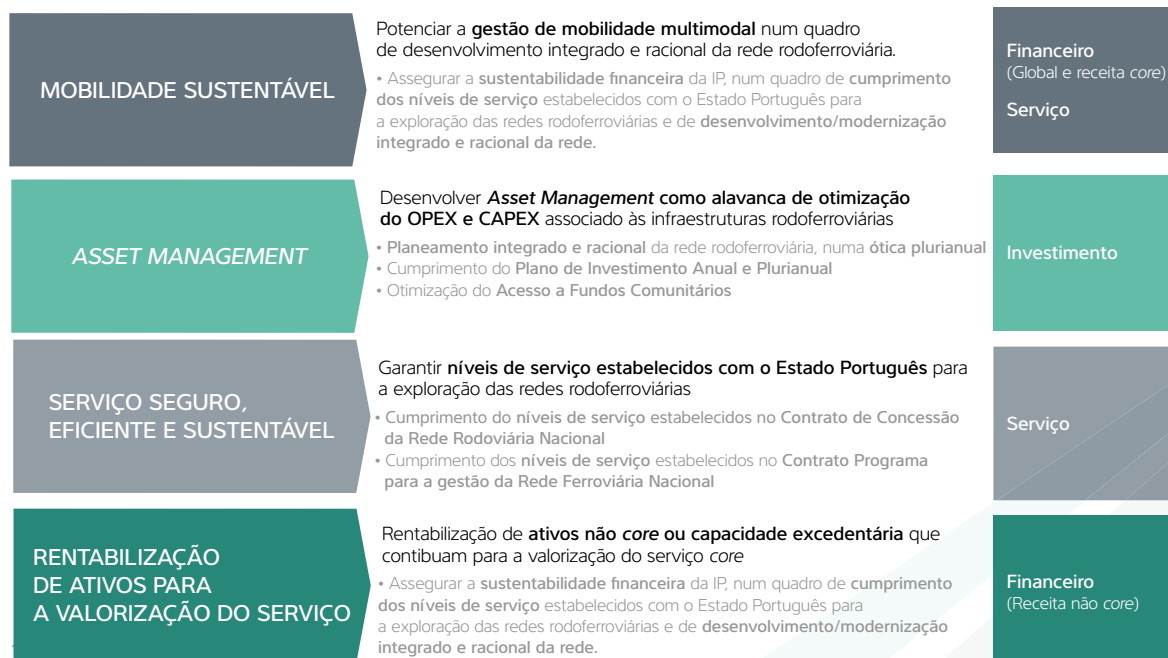 MOBILIDADE SUSTENTÁVEL
Potenciar a gestão de mobilidade multimodal num quadro
de desenvolvimento integrado e racional da rede rodoferroviária.
• Assegurar a sustentabilidade financeira da IP, num quadro de cumprimento
dos níveis de serviço estabelecidos com o Estado Português para
a exploração das redes rodoferroviárias e de desenvolvimento/modernização
integrado e racional da rede.
Financeiro
(Global e receita core)
Serviço
ASSET MANAGEMENT
Desenvolver Asset Management como alavanca de otimização
do OPEX e CAPEX associado às infraestruturas rodoferroviárias
• Planeamento integrado e racional da rede rodoferroviária, numa ótica plurianual
• Cumprimento do Plano de Investimento Anual e Plurianual
• Otimização do Acesso a Fundos Comunitários
Investimento
SERVIÇO SEGURO,
EFICIENTE E SUSTENTÁVEL
Garantir níveis de serviço estabelecidos com o Estado Português para
a exploração das redes rodoferroviárias
• Cumprimento do níveis de serviço estabelecidos no Contrato de Concessão
da Rede Rodoviária Nacional
• Cumprimento dos níveis de serviço estabelecidos no Contrato Programa
para a gestão da Rede Ferroviária Nacional
Serviço
RENTABILIZAÇÃO
DE ATIVOS PARA
A VALORIZAÇÃO DO SERVIÇO
Rentabilização de ativos não core ou capacidade excedentária que
contibuam para a valorização do serviço core
• Assegurar a sustentabilidade financeira da IP, num quadro de cumprimento
dos níveis de serviço estabelecidos com o Estado Português para
a exploração das redes rodoferroviárias e de desenvolvimento/modernização
integrado e racional da rede.
Financeiro
(Receita não core)